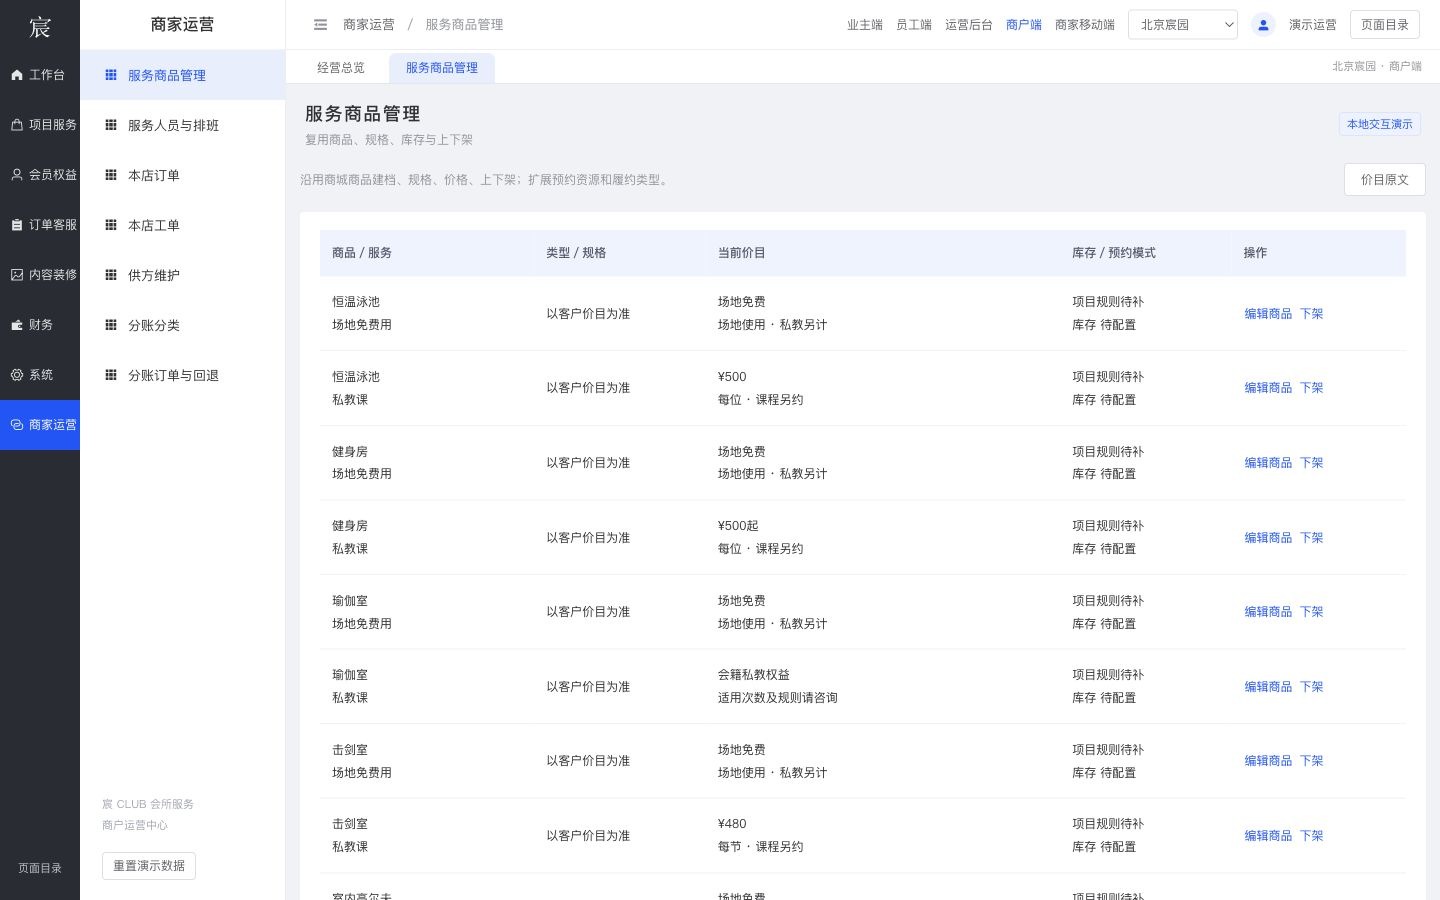 宸
工作台
项目服务
会员权益
订单客服
内容装修
财务
系统
商家运营
页面目录
商家运营
服务商品管理
服务人员与排班
本店订单
本店工单
供方维护
分账分类
分账订单与回退
宸 CLUB 会所服务
商户运营中心
重置演示数据
商家运营 / 服务商品管理
业主端 员工端 运营后台 商户端 商家移动端 北京宸园 演示运营 页面目录
经营总览 服务商品管理
北京宸园 · 商户端
服务商品管理
复用商品、规格、库存与上下架
本地交互演示
沿用商城商品建档、规格、价格、上下架；扩展预约资源和履约类型。
价目原文
商品 / 服务 类型 / 规格 当前价目 库存 / 预约模式 操作
恒温泳池
场地免费用
以客户价目为准
场地免费
场地使用 · 私教另计
项目规则待补
库存 待配置
编辑商品 下架
恒温泳池
私教课
以客户价目为准
¥500
每位 · 课程另约
项目规则待补
库存 待配置
编辑商品 下架
健身房
场地免费用
以客户价目为准
场地免费
场地使用 · 私教另计
项目规则待补
库存 待配置
编辑商品 下架
健身房
私教课
以客户价目为准
¥500起
每位 · 课程另约
项目规则待补
库存 待配置
编辑商品 下架
瑜伽室
场地免费用
以客户价目为准
场地免费
场地使用 · 私教另计
项目规则待补
库存 待配置
编辑商品 下架
瑜伽室
私教课
以客户价目为准
会籍私教权益
适用次数及规则请咨询
项目规则待补
库存 待配置
编辑商品 下架
击剑室
场地免费用
以客户价目为准
场地免费
场地使用 · 私教另计
项目规则待补
库存 待配置
编辑商品 下架
击剑室
私教课
以客户价目为准
¥480
每节 · 课程另约
项目规则待补
库存 待配置
编辑商品 下架
室内高尔夫
场地免费
项目规则待补